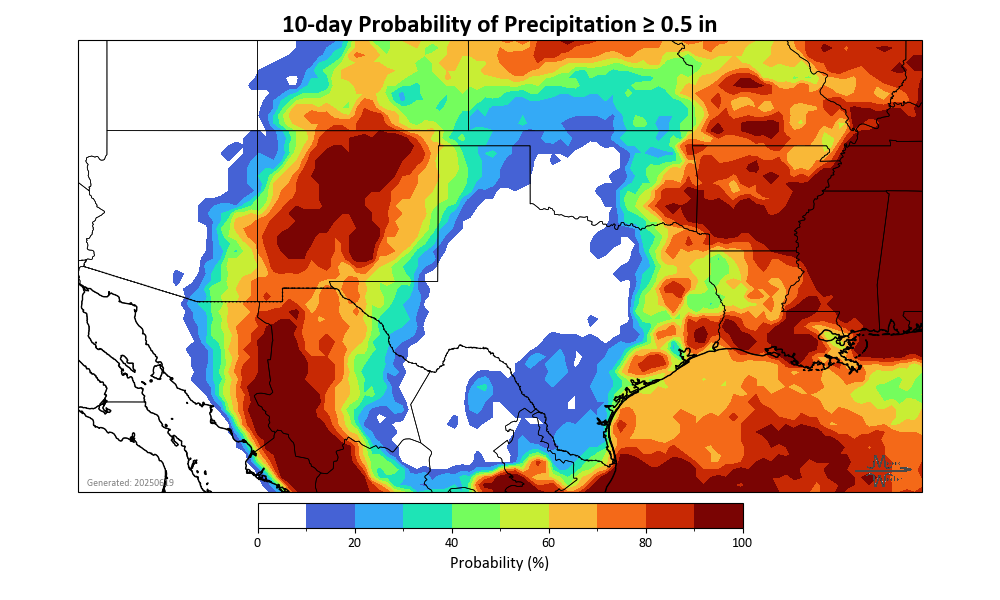 10-day Probability of Precipitation ≥ 0.5 in
Generated: 20250619
0 20 40 60 80 100
Probability (%)